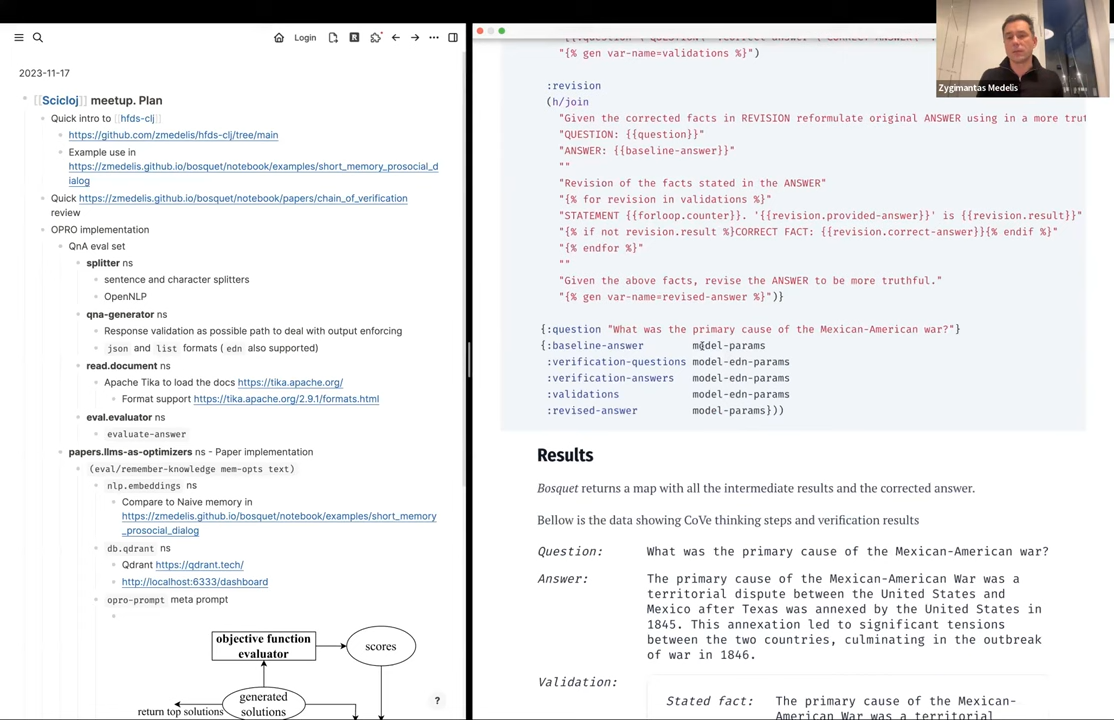 Login
2023-11-17
[[Scicloj]] meetup. Plan
Quick intro to [[hfds-clj]]
https://github.com/zmedelis/hfds-clj/tree/main
Example use in
https://zmedelis.github.io/bosquet/notebook/examples/short_memory_prosocial_d
ialog
Quick https://zmedelis.github.io/bosquet/notebook/papers/chain_of_verification
review
OPRO implementation
QnA eval set
splitter ns
sentence and character splitters
OpenNLP
qna-generator ns
Response validation as possible path to deal with output enforcing
json and list formats ( edn also supported)
read.document ns
Apache Tika to load the docs https://tika.apache.org/
Format support https://tika.apache.org/2.9.1/formats.html
eval.evaluator ns
evaluate-answer
papers.llms-as-optimizers ns - Paper implementation
(eval/remember-knowledge mem-opts text)
nlp.embeddings ns
Compare to Naive memory in
https://zmedelis.github.io/bosquet/notebook/examples/short_memory
_prosocial_dialog
db.qdrant ns
Qdrant https://qdrant.tech/
http://localhost:6333/dashboard
opro-prompt meta prompt
objective function
evaluator
scores
generated
solutions
return top solutions
?
"{% gen var-name=validations %}")
:revision
(h/join
"Given the corrected facts in REVISION reformulate original ANSWER using in a more trut
"QUESTION: {{question}}"
"ANSWER: {{baseline-answer}}"
""
"Revision of the facts stated in the ANSWER"
"{% for revision in validations %}"
"STATEMENT {{forloop.counter}}. '{{revision.provided-answer}}' is {{revision.result}}"
"{% if not revision.result %}CORRECT FACT: {{revision.correct-answer}}{% endif %}"
"{% endfor %}"
""
"Given the above facts, revise the ANSWER to be more truthful."
"{% gen var-name=revised-answer %}")}
{:question "What was the primary cause of the Mexican-American war?"}
{:baseline-answer model-params
:verification-questions model-edn-params
:verification-answers model-edn-params
:validations model-edn-params
:revised-answer model-params}))
Results
Bosquet returns a map with all the intermediate results and the corrected answer.
Bellow is the data showing CoVe thinking steps and verification results
Question: What was the primary cause of the Mexican-American war?
Answer: The primary cause of the Mexican-American War was a
territorial dispute between the United States and
Mexico after Texas was annexed by the United States in
1845. This annexation led to significant tensions
between the two countries, culminating in the outbreak
of war in 1846.
Validation:
Stated fact: The primary cause of the Mexican-
American War was a territorial
Zygimantas Medelis